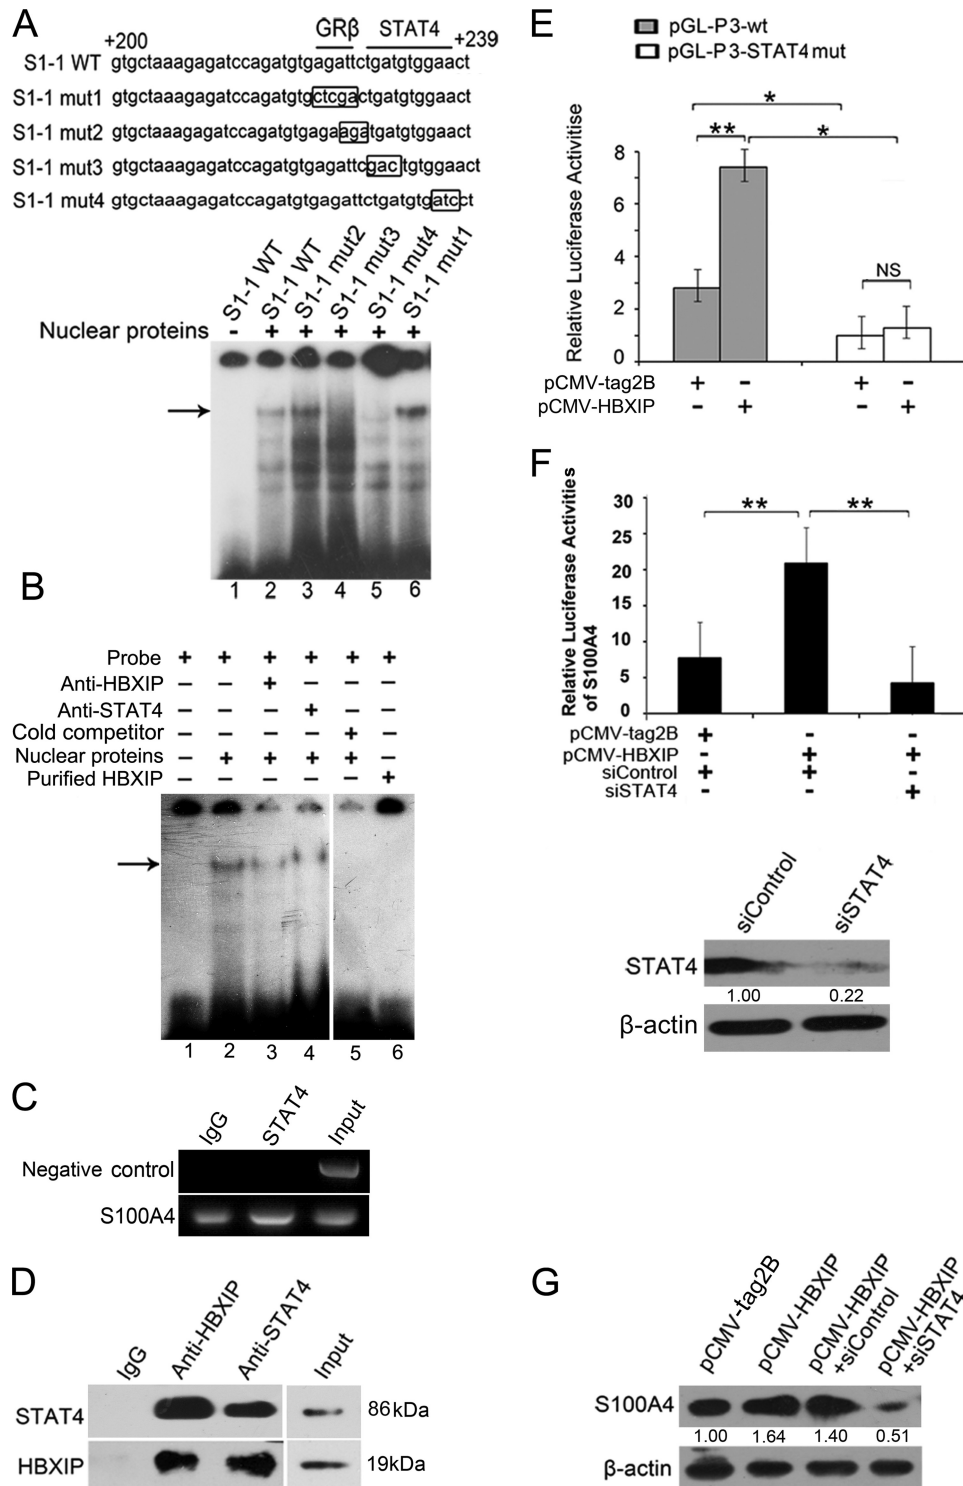 A
GRβ STAT4
+200 +239
S1-1 WT gtgctaaagagatccagatgtgagattctgatgtggaact
S1-1 mut1 gtgctaaagagatccagatgtgctcgactgatgtggaact
S1-1 mut2 gtgctaaagagatccagatgtgagaagatgatgtggaact
S1-1 mut3 gtgctaaagagatccagatgtgagattcgactgtggaact
S1-1 mut4 gtgctaaagagatccagatgtgagattctgatgtgatcct
S1-1 WT S1-1 WT S1-1 mut2 S1-1 mut3 S1-1 mut4 S1-1 mut1
Nuclear proteins - + + + + +
1 2 3 4 5 6
B
Probe + + + + + +
Anti-HBXIP – – + – – –
Anti-STAT4 – – – + – –
Cold competitor – – – – + –
Nuclear proteins – + + + + –
Purified HBXIP – – – – – +
1 2 3 4 5 6
C
IgG STAT4 Input
Negative control
S100A4
D
IgG Anti-HBXIP Anti-STAT4 Input
STAT4 86kDa
HBXIP 19kDa
E
pGL-P3-wt
pGL-P3-STAT4mut
*
** *
NS
Relative Luciferase Activitise
8
6
4
2
0
pCMV-tag2B + – + –
pCMV-HBXIP – + – +
F
** **
Relative Luciferase Activities
of S100A4
30
25
20
15
10
5
0
pCMV-tag2B + - -
pCMV-HBXIP - + +
siControl + + -
siSTAT4 - - +
siControl siSTAT4
STAT4
1.00 0.22
β-actin
G
pCMV-tag2B pCMV-HBXIP pCMV-HBXIP
+siControl pCMV-HBXIP
+siSTAT4
S100A4
1.00 1.64 1.40 0.51
β-actin